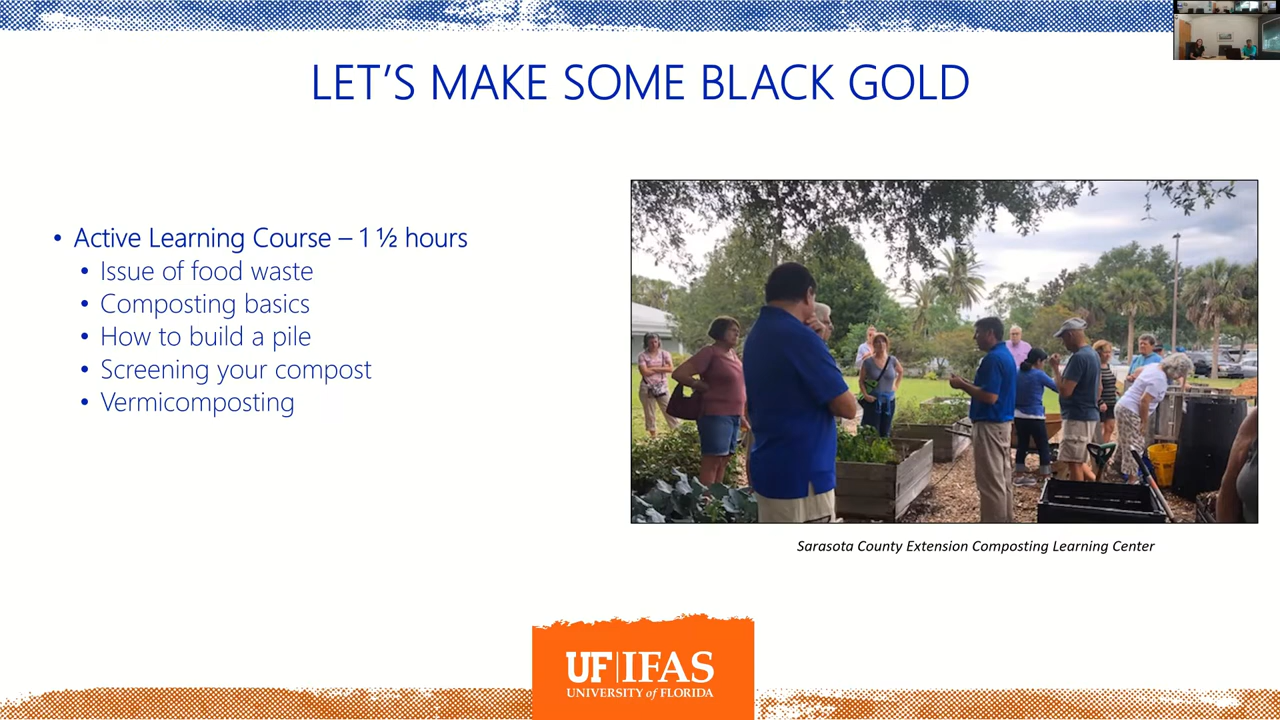 LET'S MAKE SOME BLACK GOLD
• Active Learning Course – 1 ½ hours
• Issue of food waste
• Composting basics
• How to build a pile
• Screening your compost
• Vermicomposting
Sarasota County Extension Composting Learning Center
UF|IFAS
UNIVERSITY of FLORIDA